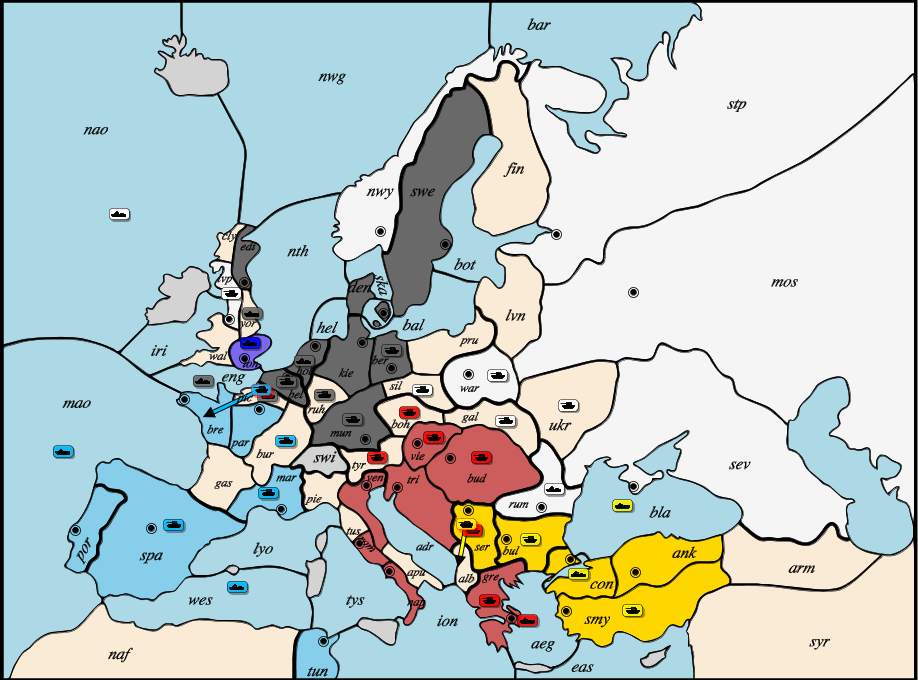 bar
nwg
stp
nao
nwy
swe
fin
cly
edi
nth
bot
mos
lvp
den
ska
lvn
yor
hel
bal
iri
wal
lon
pru
hol
kie
ber
eng
sil
war
mao
pic
bel
ruh
ukr
bre
boh
gal
par
mun
bur
vie
swi
tyr
sev
mar
bud
gas
ven
tri
pie
rum
bla
tus
por
spa
lyo
rom
adr
ser
bul
ank
apu
alb
gre
con
arm
wes
tys
nap
ion
smy
naf
aeg
syr
tun
eas